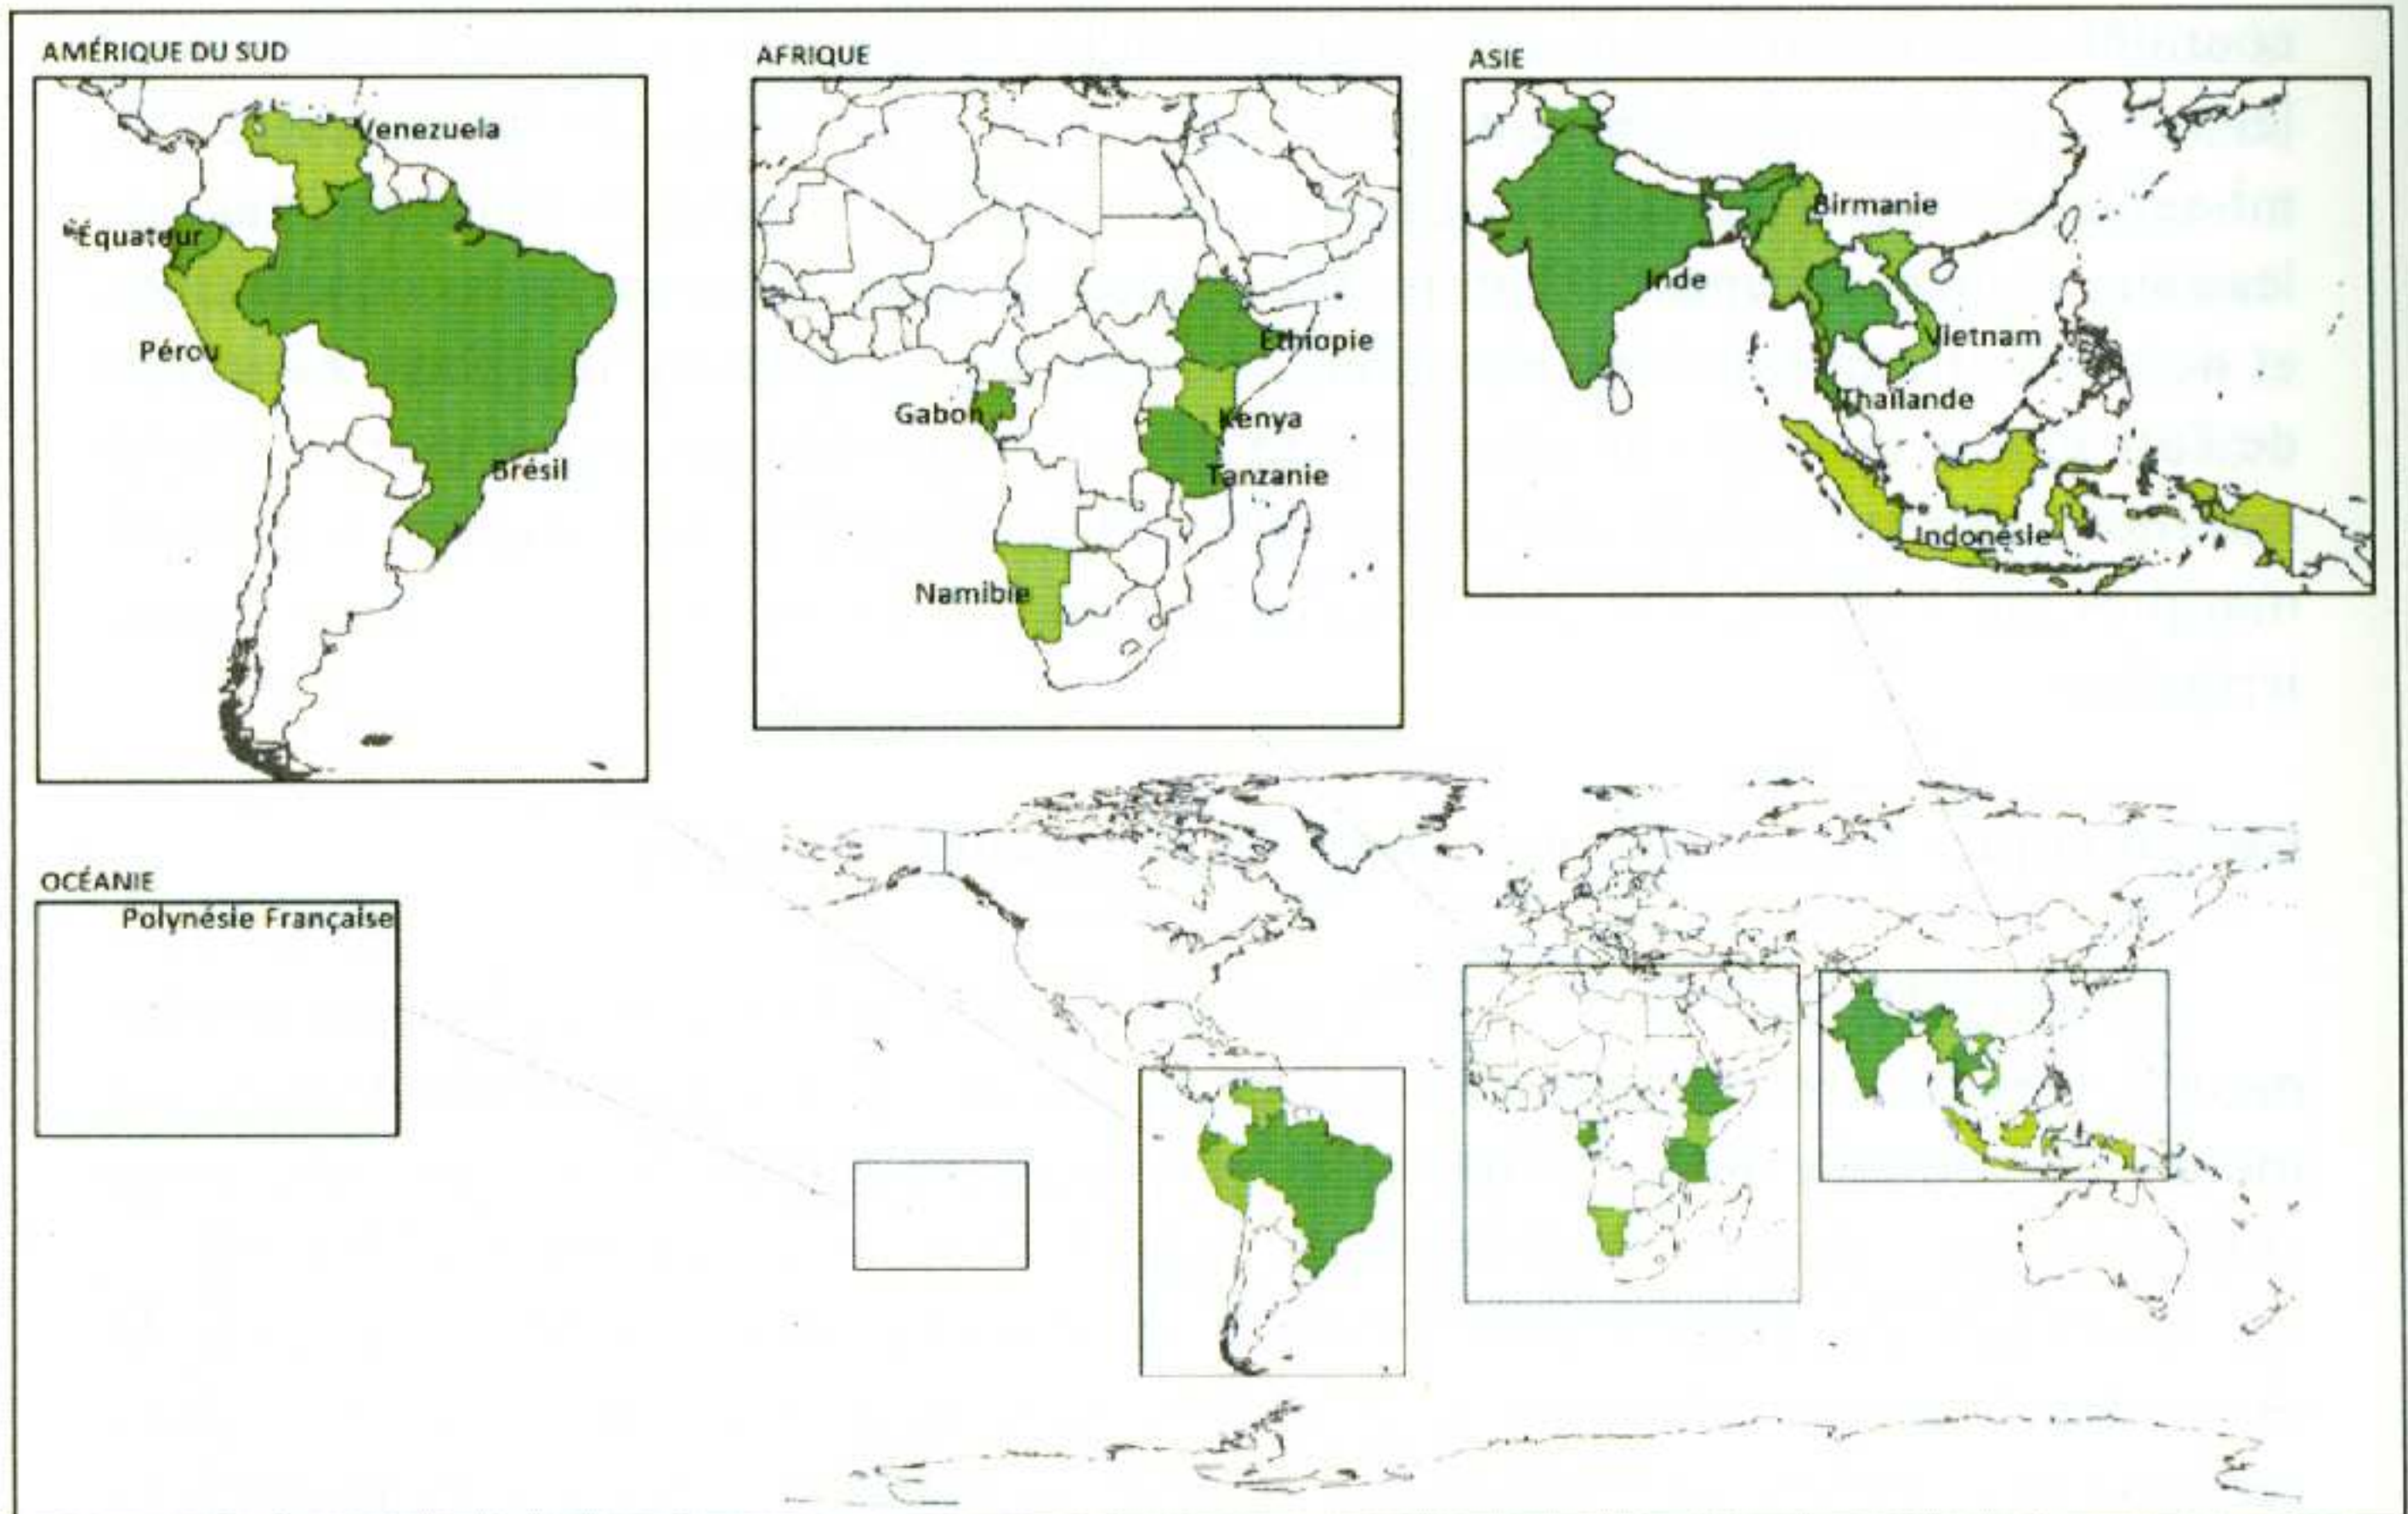 AMÉRIQUE DU SUD
Venezuela
Équateur
Pérou
Brésil
AFRIQUE
Éthiopie
Gabon
Kenya
Tanzanie
Namibie
ASIE
Birmanie
Inde
Vietnam
Thaïlande
Indonésie
OCÉANIE
Polynésie Française